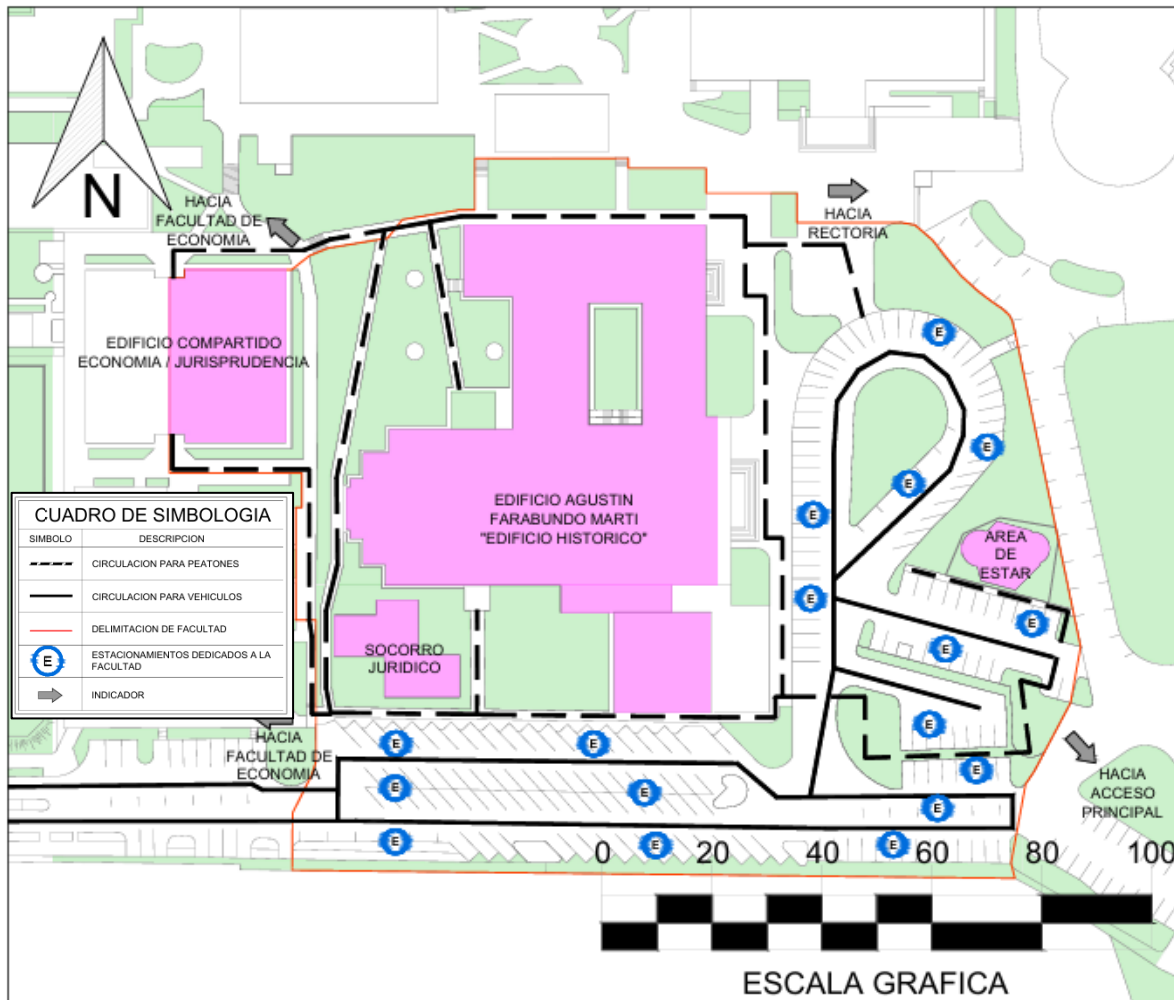 N
HACIA
FACULTAD DE
ECONOMIA
HACIA
RECTORIA
EDIFICIO COMPARTIDO
ECONOMIA / JURISPRUDENCIA
E
E
E
E
EDIFICIO AGUSTIN
FARABUNDO MARTI
"EDIFICIO HISTORICO"
AREA
DE
ESTAR
CUADRO DE SIMBOLOGIA
SIMBOLO
DESCRIPCION
CIRCULACION PARA PEATONES
CIRCULACION PARA VEHICULOS
DELIMITACION DE FACULTAD
E
ESTACIONAMIENTOS DEDICADOS A LA
FACULTAD
INDICADOR
E
E
E
SOCORRO
JURIDICO
E
HACIA
FACULTAD DE
ECONOMIA
E
E
E
HACIA
ACCESO
PRINCIPAL
E
E
E
E
E
E
0 20 40 60 80 100
ESCALA GRAFICA